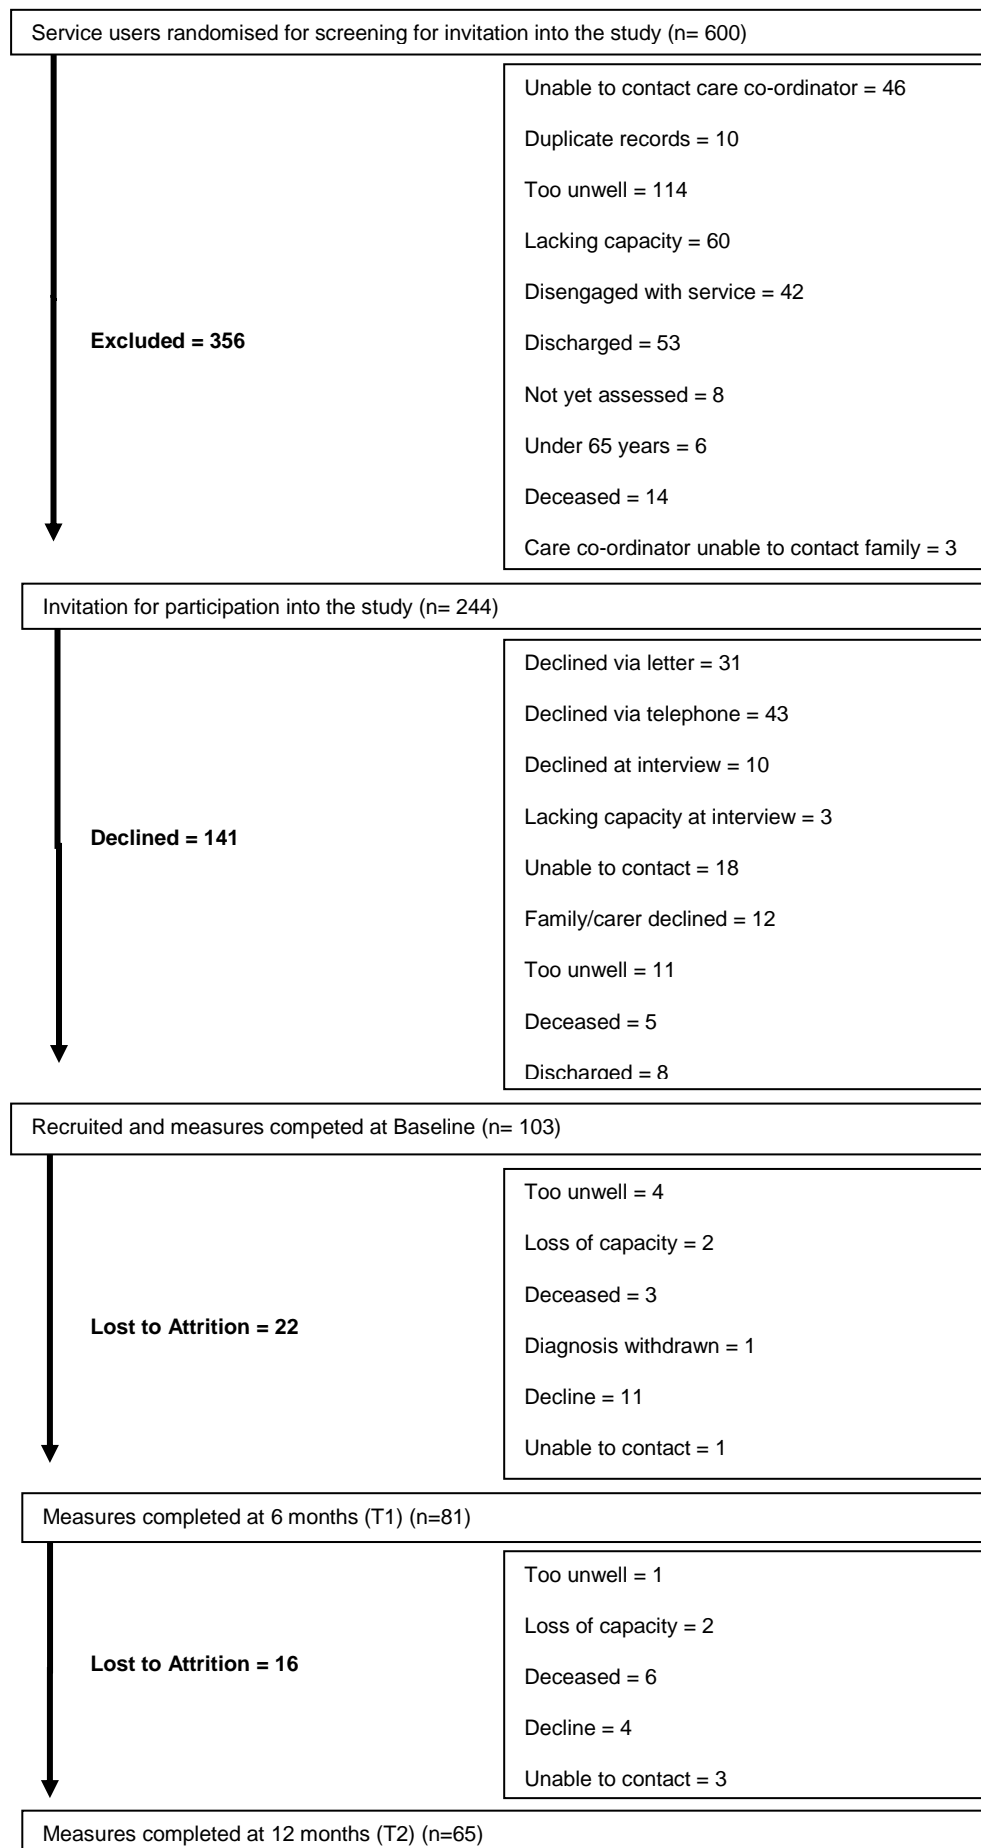 Service users randomised for screening for invitation into the study (n= 600)
Unable to contact care co-ordinator = 46
Duplicate records = 10
Too unwell = 114
Lacking capacity = 60
Disengaged with service = 42
Excluded = 356
Discharged = 53
Not yet assessed = 8
Under 65 years = 6
Deceased = 14
Care co-ordinator unable to contact family = 3
Invitation for participation into the study (n= 244)
Declined via letter = 31
Declined via telephone = 43
Declined at interview = 10
Lacking capacity at interview = 3
Declined = 141
Unable to contact = 18
Family/carer declined = 12
Too unwell = 11
Deceased = 5
Discharged = 8
Recruited and measures competed at Baseline (n= 103)
Too unwell = 4
Loss of capacity = 2
Deceased = 3
Lost to Attrition = 22
Diagnosis withdrawn = 1
Decline = 11
Unable to contact = 1
Measures completed at 6 months (T1) (n=81)
Too unwell = 1
Loss of capacity = 2
Lost to Attrition = 16
Deceased = 6
Decline = 4
Unable to contact = 3
Measures completed at 12 months (T2) (n=65)